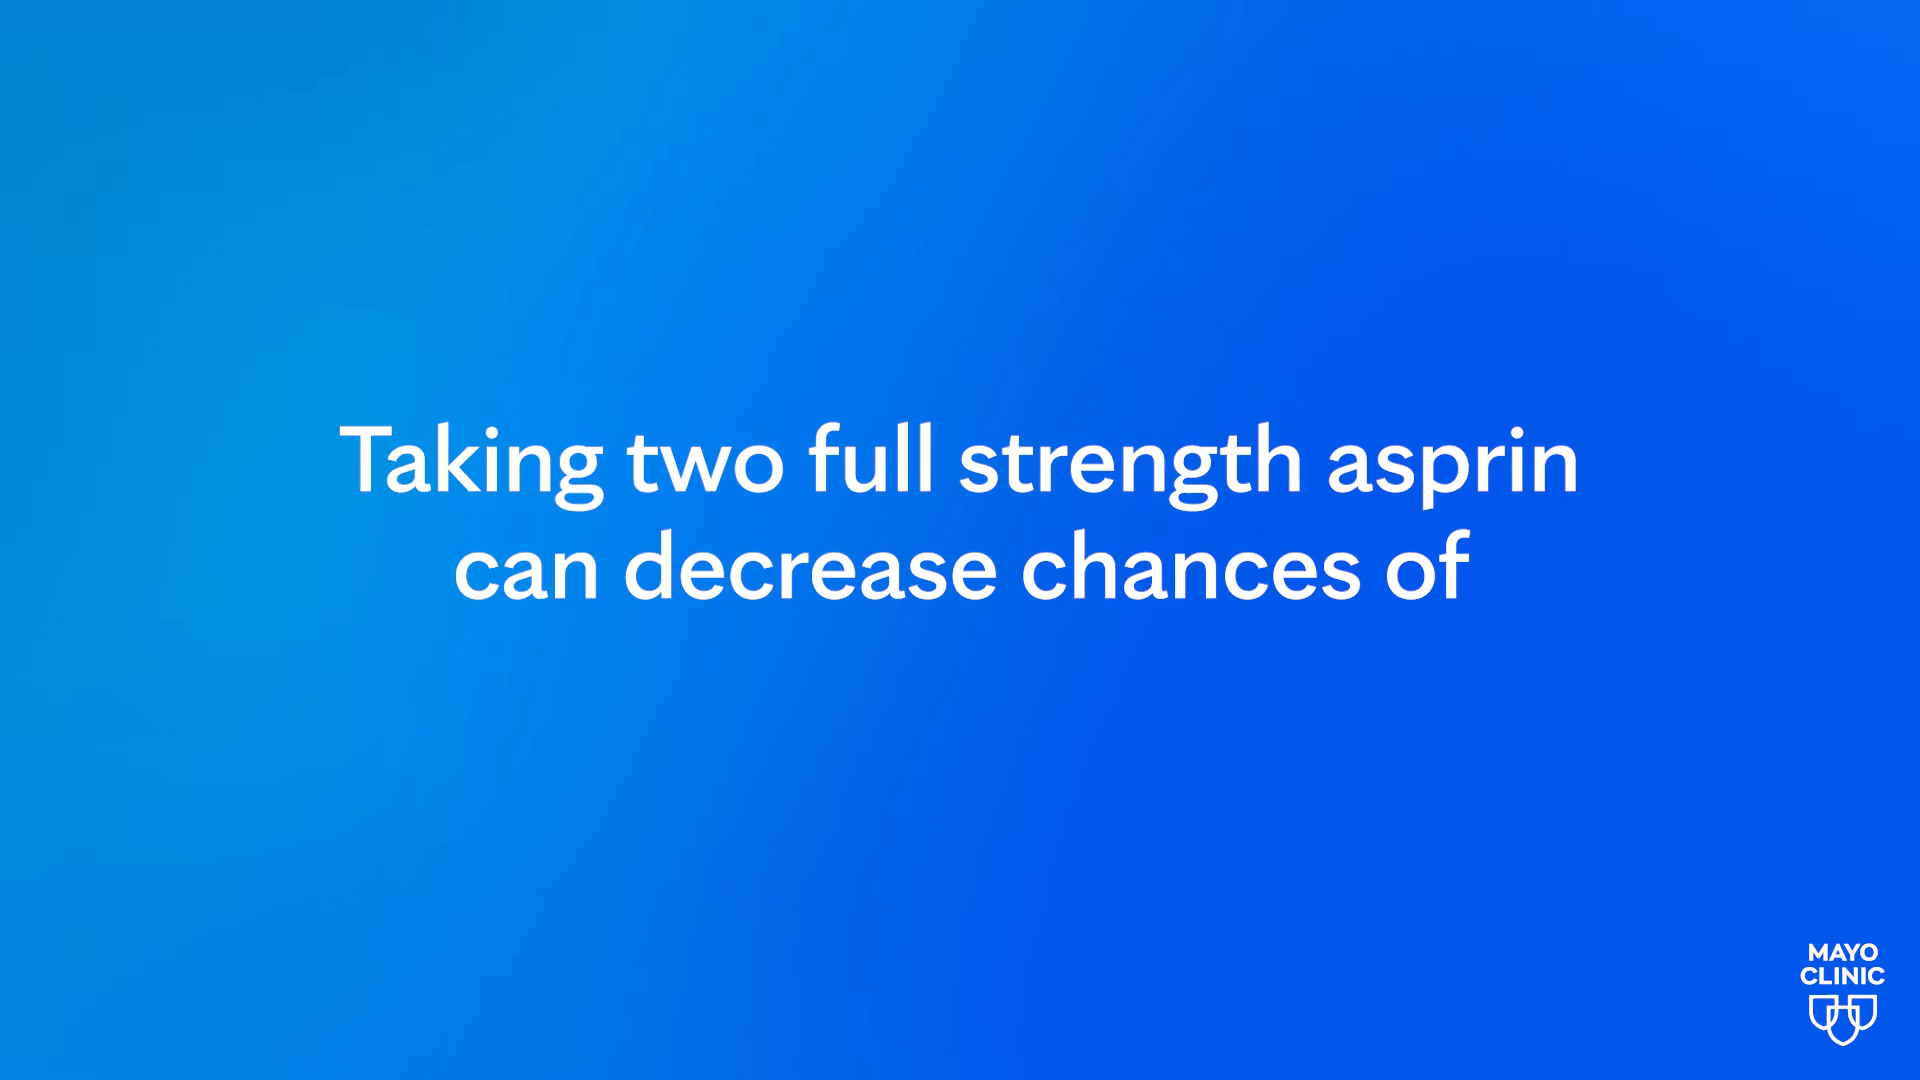 Taking two full strength asprin
can decrease chances of
MAYO
CLINIC